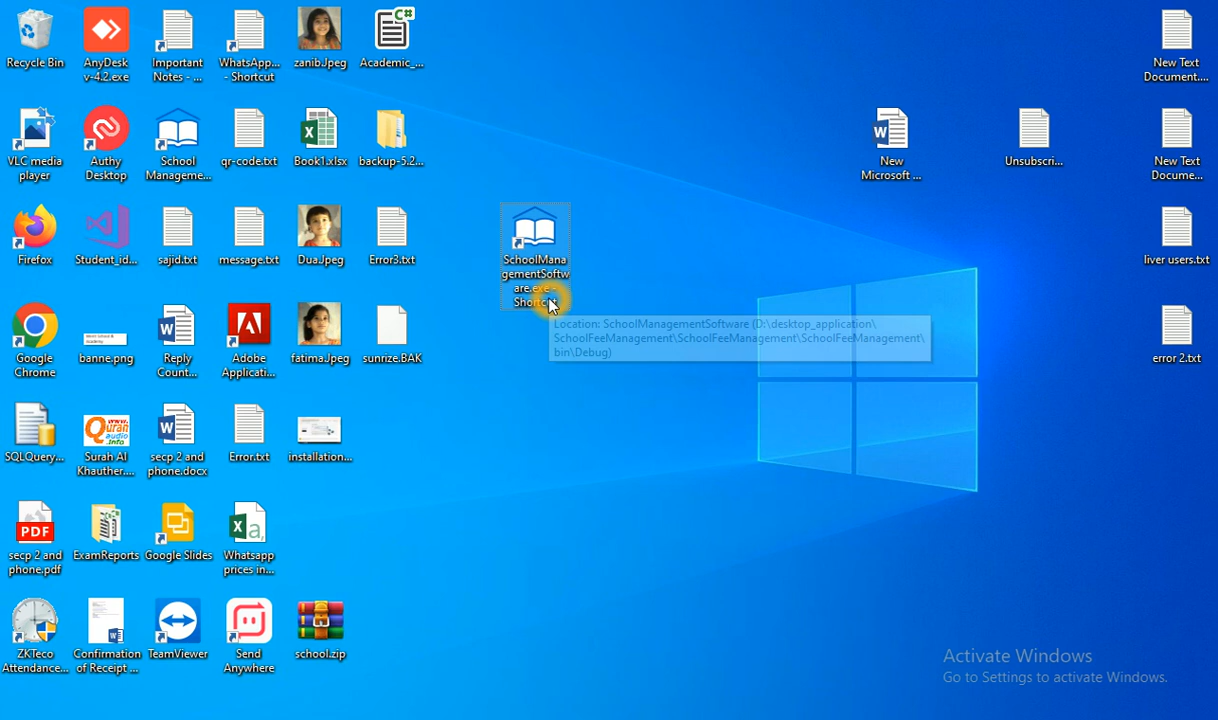 Recycle Bin
AnyDesk
v-4.2.exe
Important
Notes - ...
WhatsApp...
- Shortcut
zanib.Jpeg
C#
Academic_...
New Text
Document....
VLC media
player
Authy
Desktop
School
Manageme...
qr-code.txt
Book1.xlsx
backup-5.2...
New
Microsoft ...
Unsubscri...
New Text
Docume...
Firefox
Student_id...
sajid.txt
message.txt
Dua.Jpeg
Error3.txt
SchoolMana
gementSoftw
are.exe -
Shortcut
liver users.txt
Location: SchoolManagementSoftware (D:\desktop_application\
SchoolFeeManagement\SchoolFeeManagement\SchoolFeeManagement\
bin\Debug)
Google
Chrome
banne.png
Reply
Count...
Adobe
Applicati...
fatima.Jpeg
sunrize.BAK
error 2.txt
SQLQuery...
www.
Quran
audio.info
Surah Al
Khauther....
secp 2 and
phone.docx
Error.txt
installation...
PDF
secp 2 and
phone.pdf
ExamReports
Google Slides
Whatsapp
prices in...
ZKTeco
Attendance...
Confirmation
of Receipt ...
TeamViewer
Send
Anywhere
school.zip
Activate Windows
Go to Settings to activate Windows.